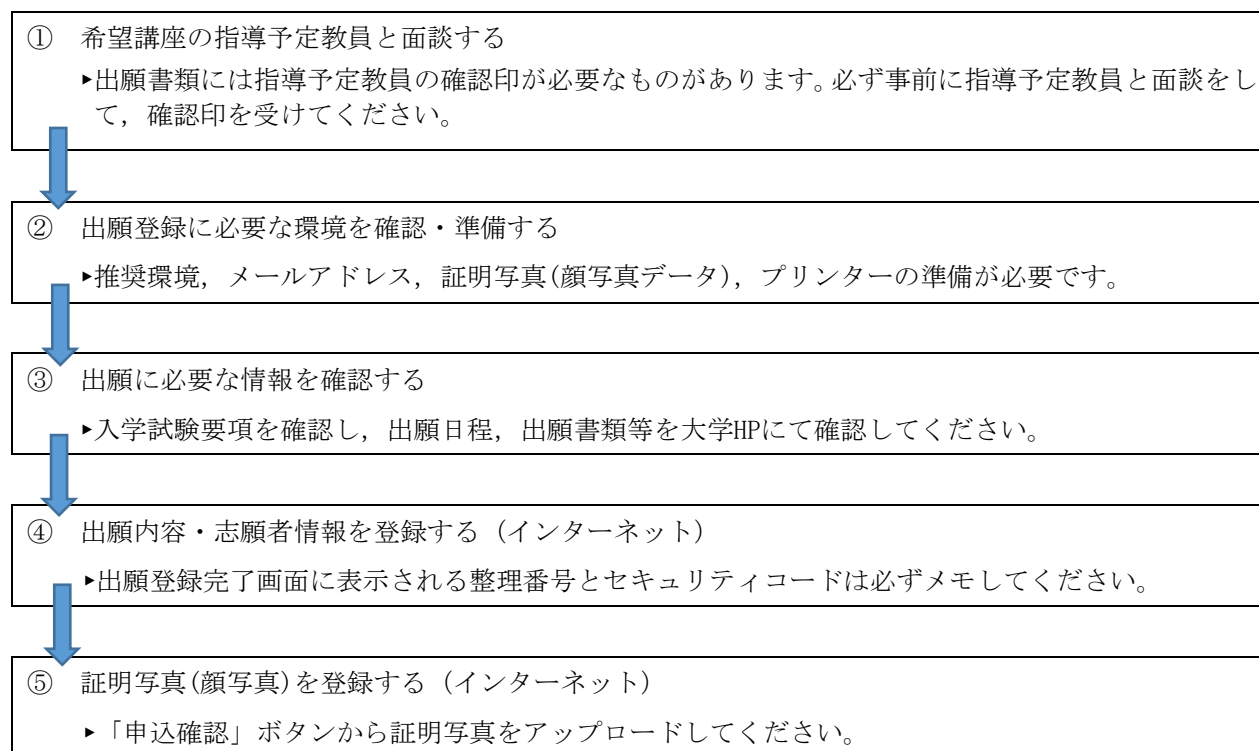 ① 希望講座の指導予定教員と面談する
▸出願書類には指導予定教員の確認印が必要なものがあります。必ず事前に指導予定教員と面談をし
て，確認印を受けてください。
② 出願登録に必要な環境を確認・準備する
▸推奨環境，メールアドレス，証明写真(顔写真データ)，プリンターの準備が必要です。
③ 出願に必要な情報を確認する
▸入学試験要項を確認し，出願日程，出願書類等を大学HPにて確認してください。
④ 出願内容・志願者情報を登録する（インターネット）
▸出願登録完了画面に表示される整理番号とセキュリティコードは必ずメモしてください。
⑤ 証明写真(顔写真)を登録する（インターネット）
▸「申込確認」ボタンから証明写真をアップロードしてください。